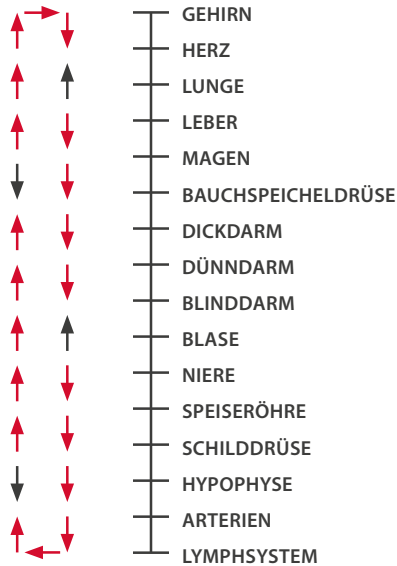 GEHIRN
HERZ
LUNGE
LEBER
MAGEN
BAUCHSPEICHELDRÜSE
DICKDARM
DÜNNDARM
BLINDDARM
BLASE
NIERE
SPEISERÖHRE
SCHILDDRÜSE
HYPOPHYSE
ARTERIEN
LYMPHSYSTEM